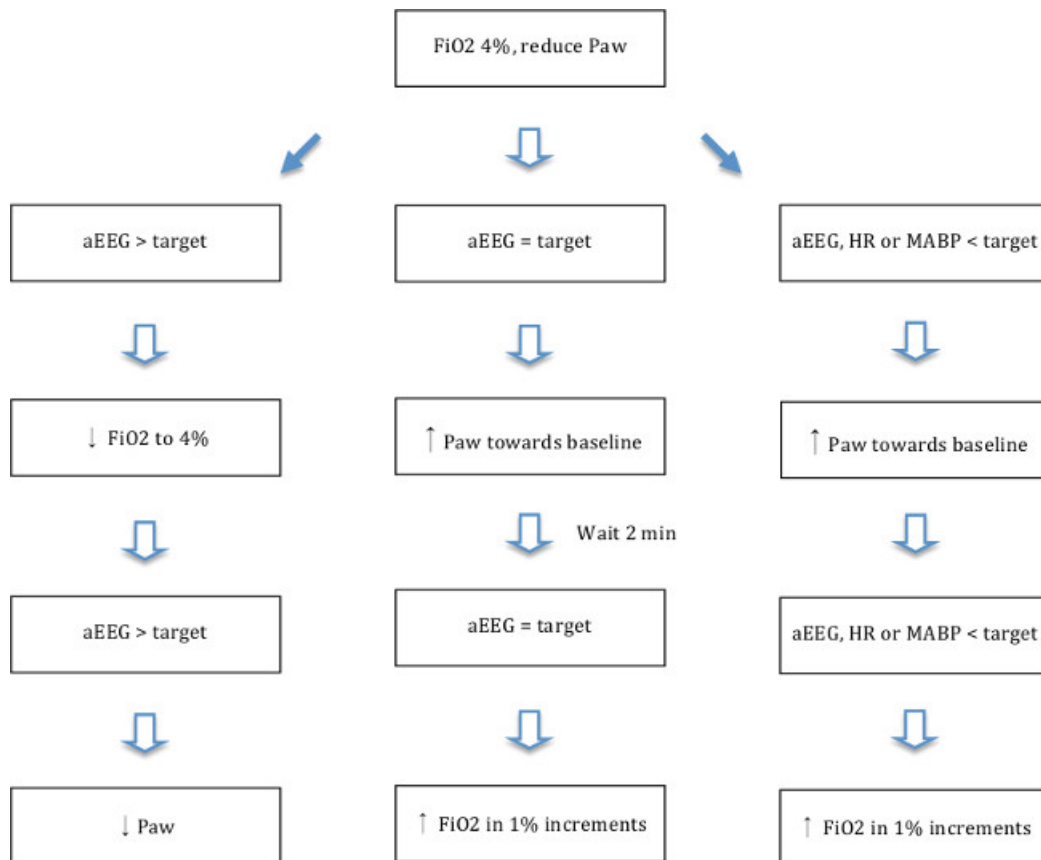 FiO2 4%, reduce Paw
aEEG > target
aEEG = target
aEEG, HR or MABP < target
↓ FiO2 to 4%
↑ Paw towards baseline
↑ Paw towards baseline
Wait 2 min
aEEG > target
aEEG = target
aEEG, HR or MABP < target
↓ Paw
↑ FiO2 in 1% increments
↑ FiO2 in 1% increments